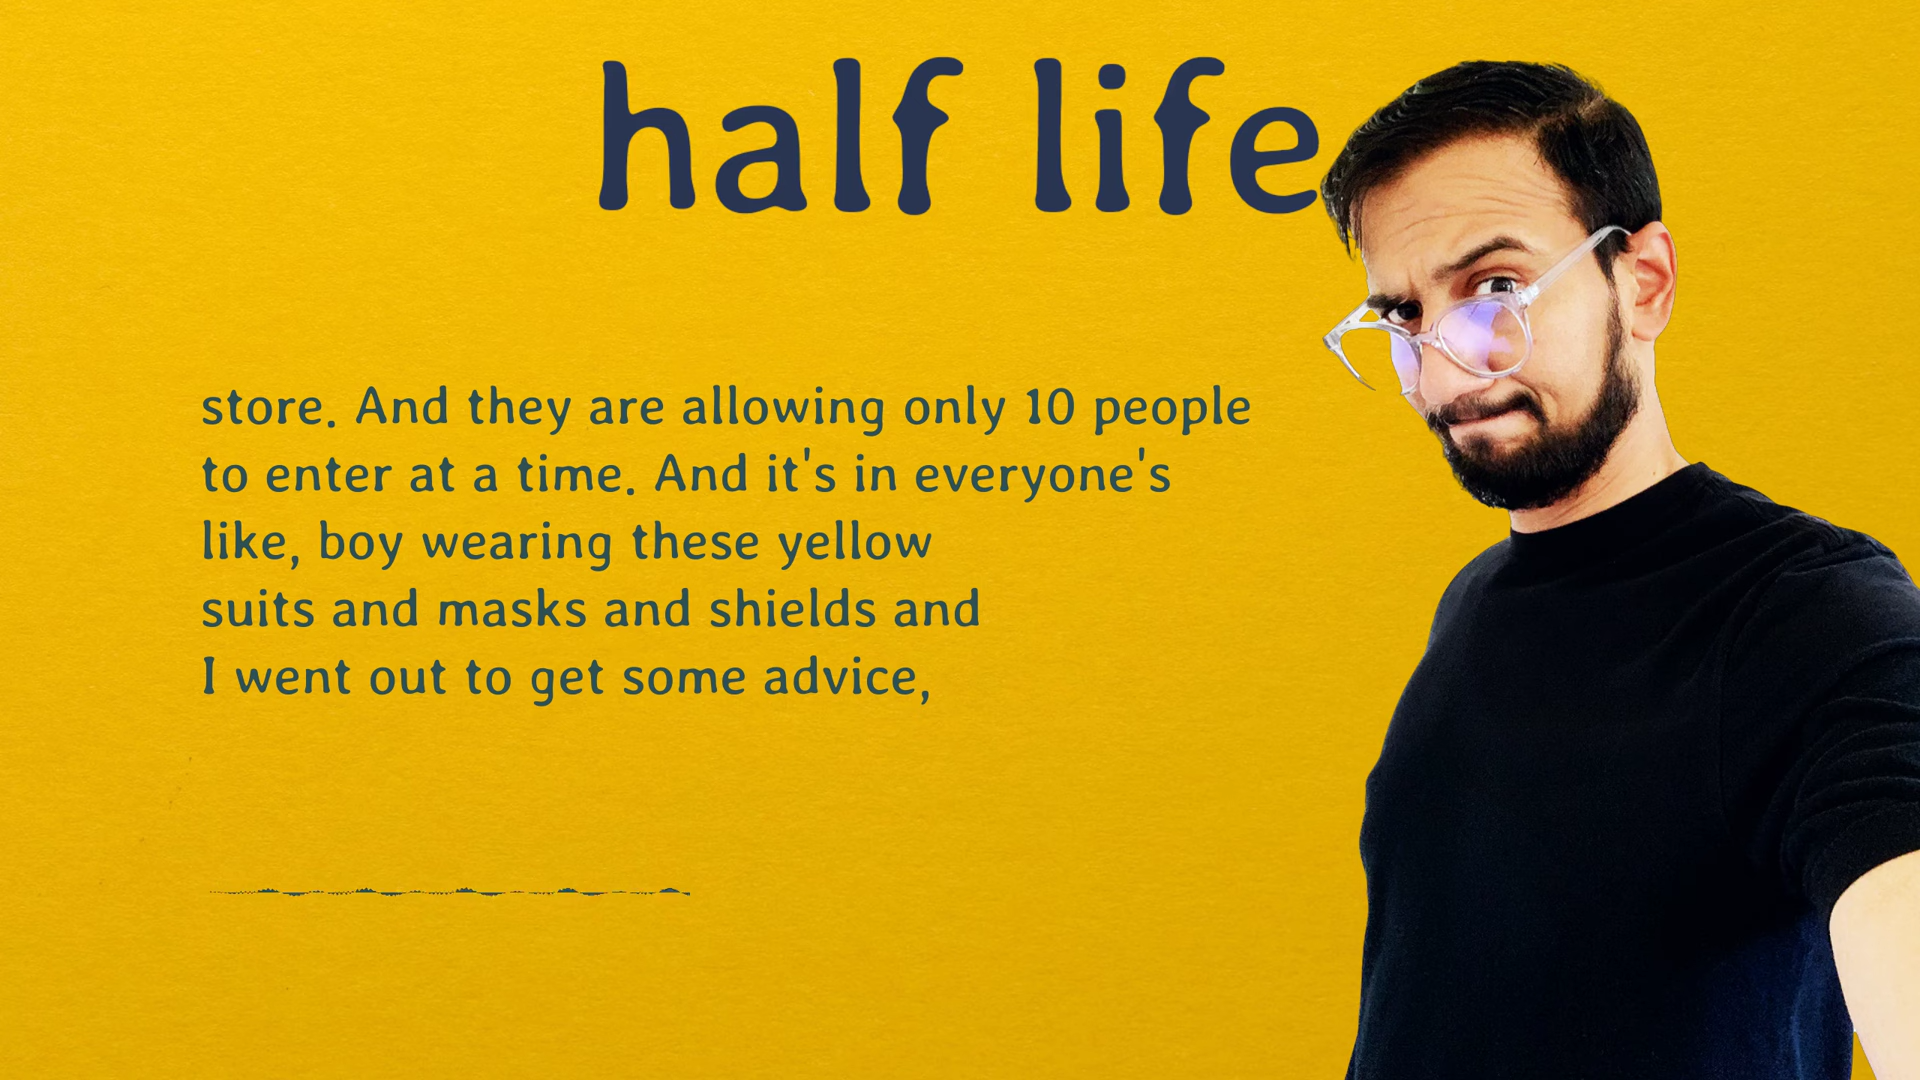 half life
store. And they are allowing only 10 people
to enter at a time. And it's in everyone's
like, boy wearing these yellow
suits and masks and shields and
I went out to get some advice,